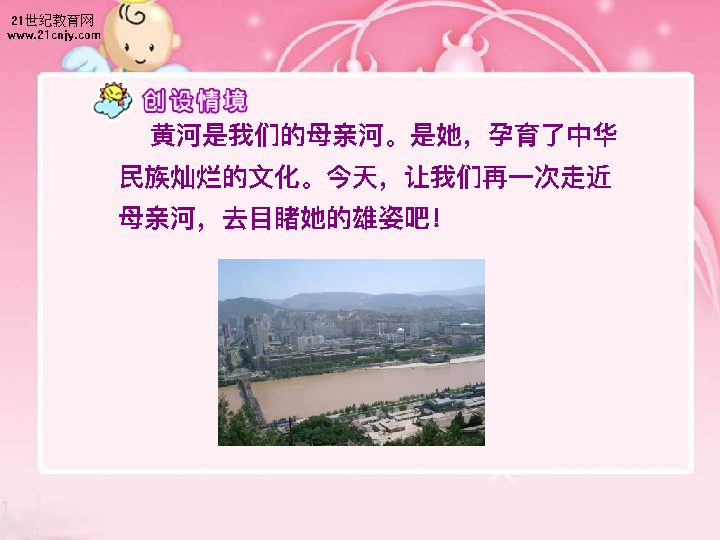 21世纪教育网
www.21cnjy.com
创设情境
黄河是我们的母亲河。是她，孕育了中华
民族灿烂的文化。今天，让我们再一次走近
母亲河，去目睹她的雄姿吧！